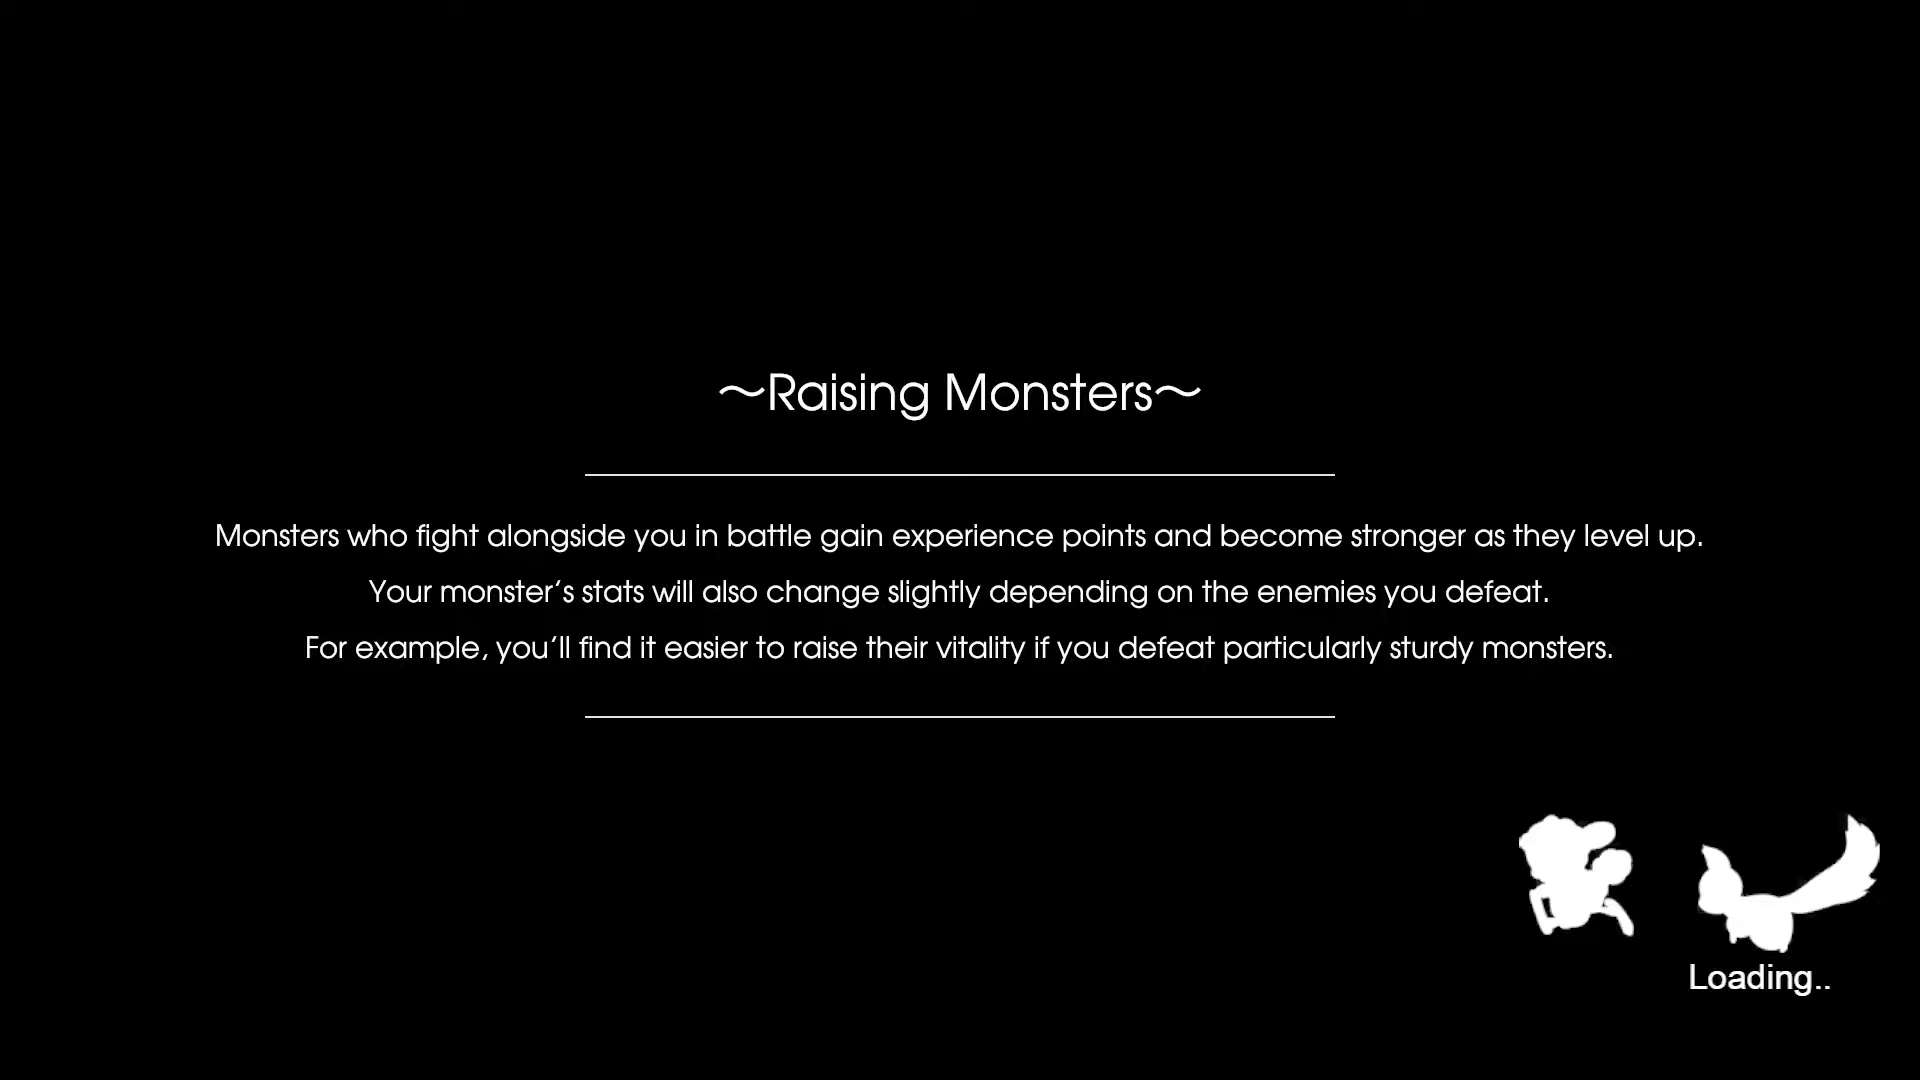 ～Raising Monsters～
Monsters who fight alongside you in battle gain experience points and become stronger as they level up.
Your monster’s stats will also change slightly depending on the enemies you defeat.
For example, you’ll find it easier to raise their vitality if you defeat particularly sturdy monsters.
Loading..